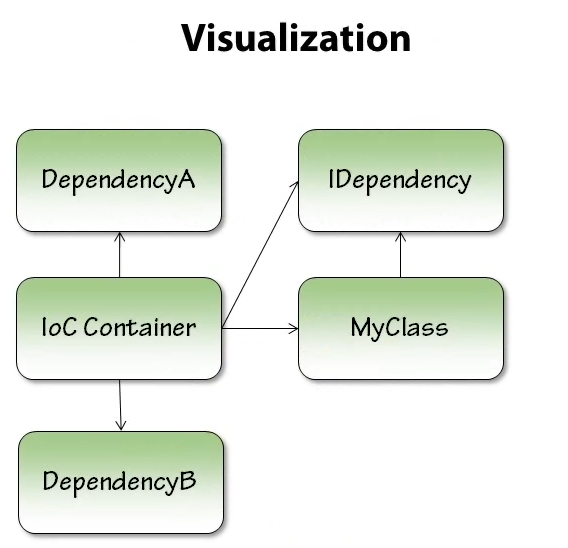 Visualization
DependencyA
IDependency
IoC Container
MyClass
DependencyB